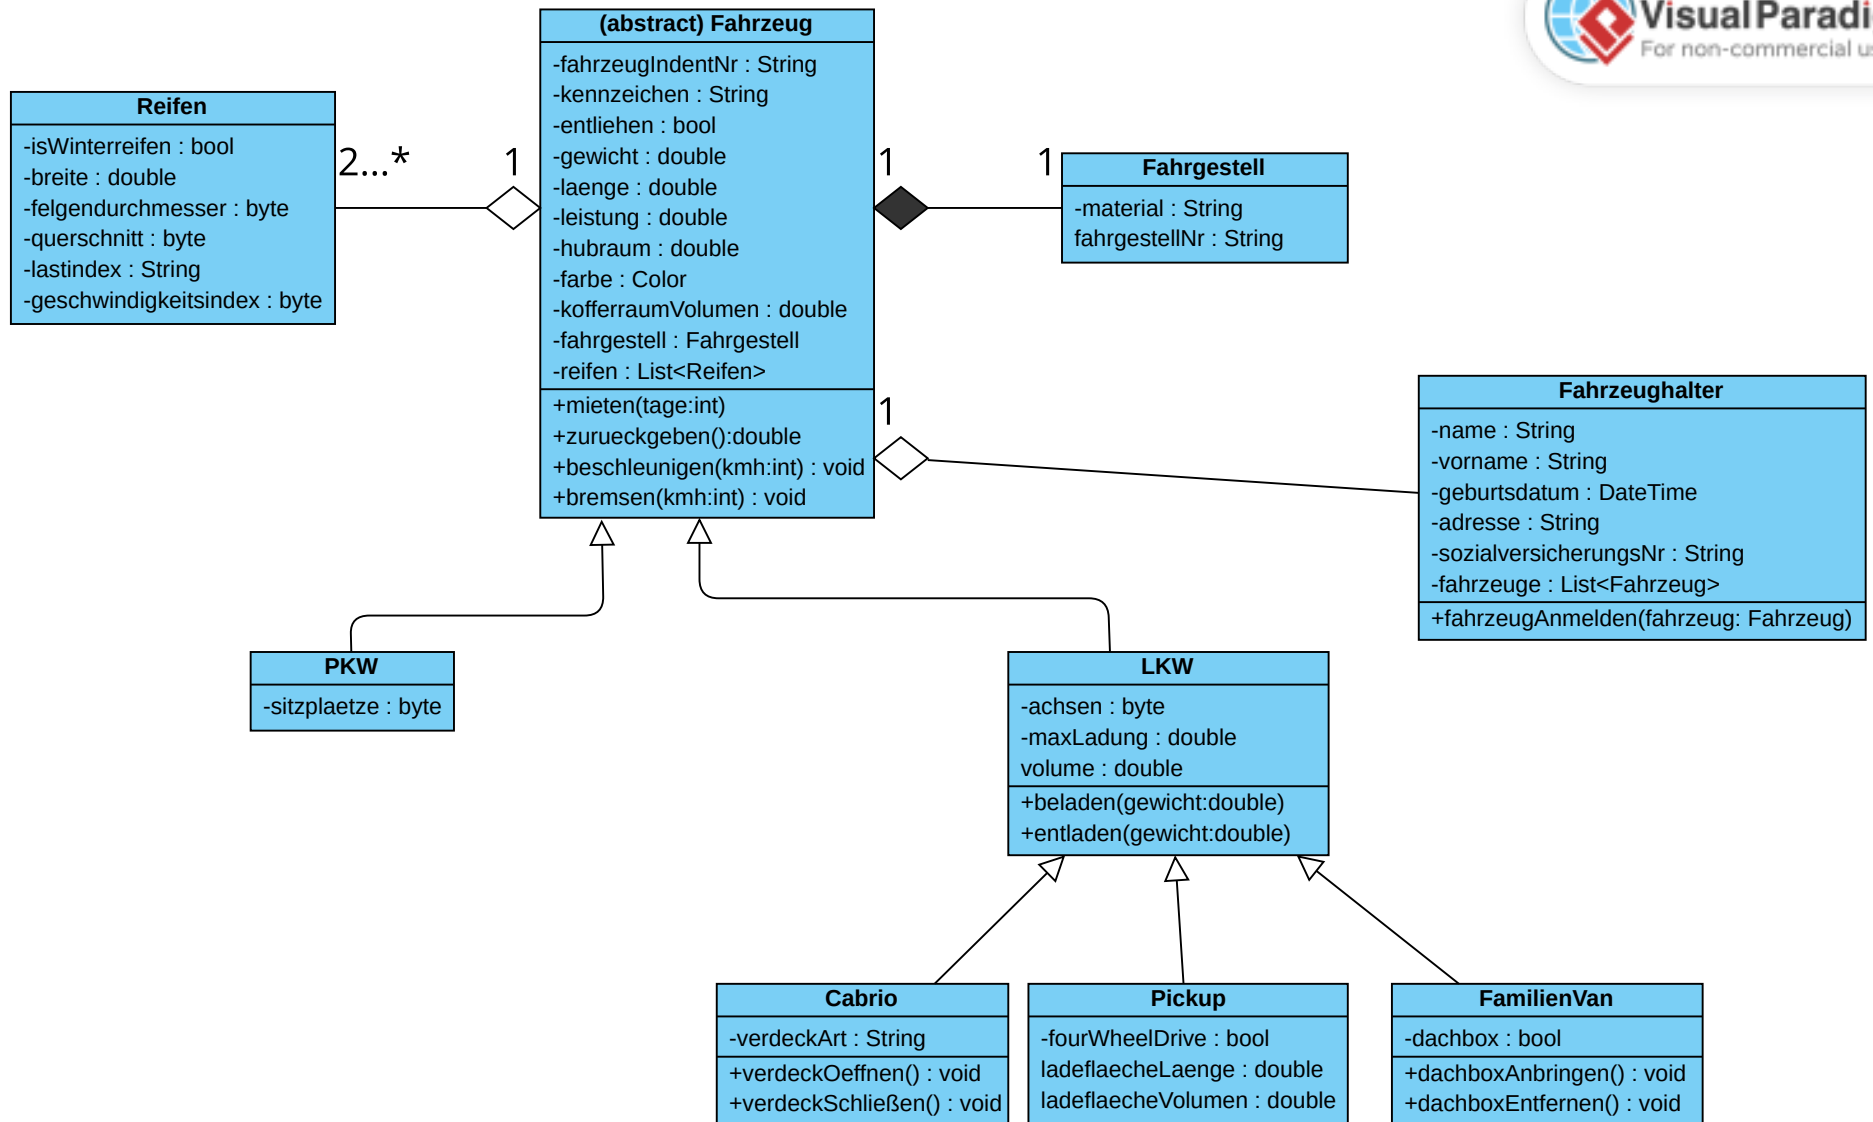 (abstract) Fahrzeug
-fahrzeugIndentNr : String
-kennzeichen : String
-entliehen : bool
-gewicht : double
-laenge : double
-leistung : double
-hubraum : double
-farbe : Color
-kofferraumVolumen : double
-fahrgestell : Fahrgestell
-reifen : List<Reifen>
+mieten(tage:int)
+zurueckgeben():double
+beschleunigen(kmh:int) : void
+bremsen(kmh:int) : void
Reifen
-isWinterreifen : bool
-breite : double
-felgendurchmesser : byte
-querschnitt : byte
-lastindex : String
-geschwindigkeitsindex : byte
2...*
1
1
1
Fahrgestell
-material : String
fahrgestellNr : String
1
Fahrzeughalter
-name : String
-vorname : String
-geburtsdatum : DateTime
-adresse : String
-sozialversicherungsNr : String
-fahrzeuge : List<Fahrzeug>
+fahrzeugAnmelden(fahrzeug: Fahrzeug)
PKW
-sitzplaetze : byte
LKW
-achsen : byte
-maxLadung : double
volume : double
+beladen(gewicht:double)
+entladen(gewicht:double)
Cabrio
-verdeckArt : String
+verdeckOeffnen() : void
+verdeckSchließen() : void
Pickup
-fourWheelDrive : bool
ladeflaecheLaenge : double
ladeflaecheVolumen : double
FamilienVan
-dachbox : bool
+dachboxAnbringen() : void
+dachboxEntfernen() : void
Visual
For non-commercial